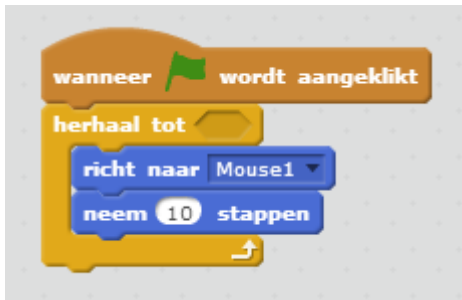 wanneer wordt aangeklikt
herhaal tot
richt naar Mouse1
neem 10 stappen